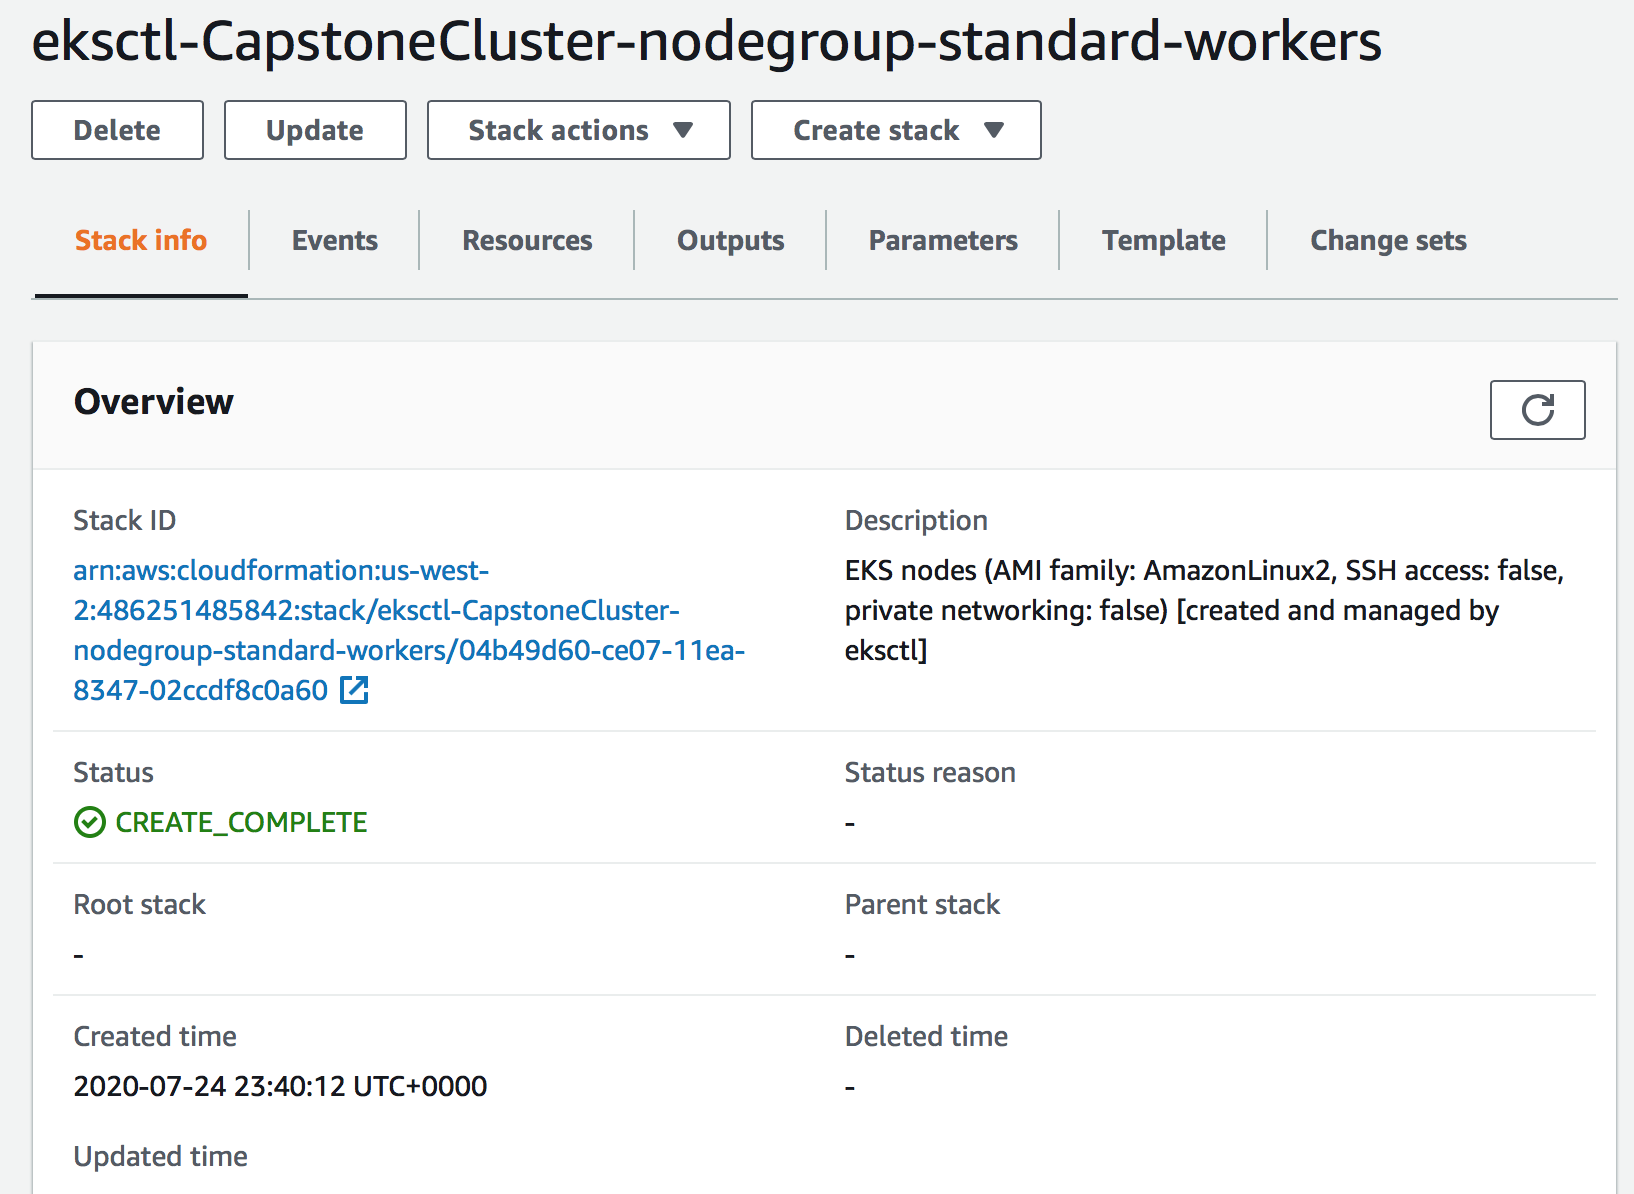 eksctl-CapstoneCluster-nodegroup-standard-workers
Delete Update Stack actions Create stack
Stack info Events Resources Outputs Parameters Template Change sets
Overview
Stack ID
arn:aws:cloudformation:us-west-
2:486251485842:stack/eksctl-CapstoneCluster-
nodegroup-standard-workers/04b49d60-ce07-11ea-
8347-02ccdf8c0a60
Description
EKS nodes (AMI family: AmazonLinux2, SSH access: false,
private networking: false) [created and managed by
eksctl]
Status
CREATE_COMPLETE
Status reason
-
Root stack
-
Parent stack
-
Created time
2020-07-24 23:40:12 UTC+0000
Deleted time
-
Updated time